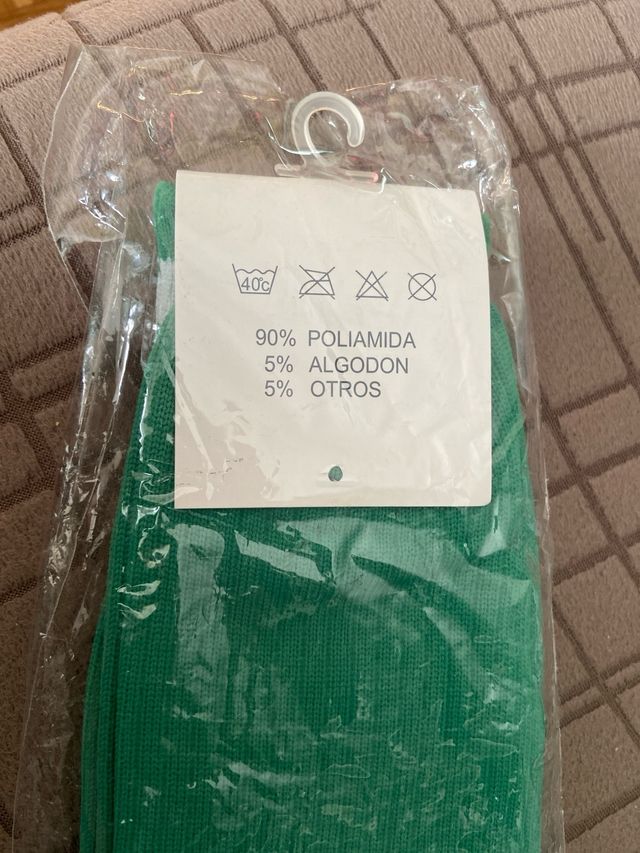 40°c
90% POLIAMIDA
5% ALGODON
5% OTROS